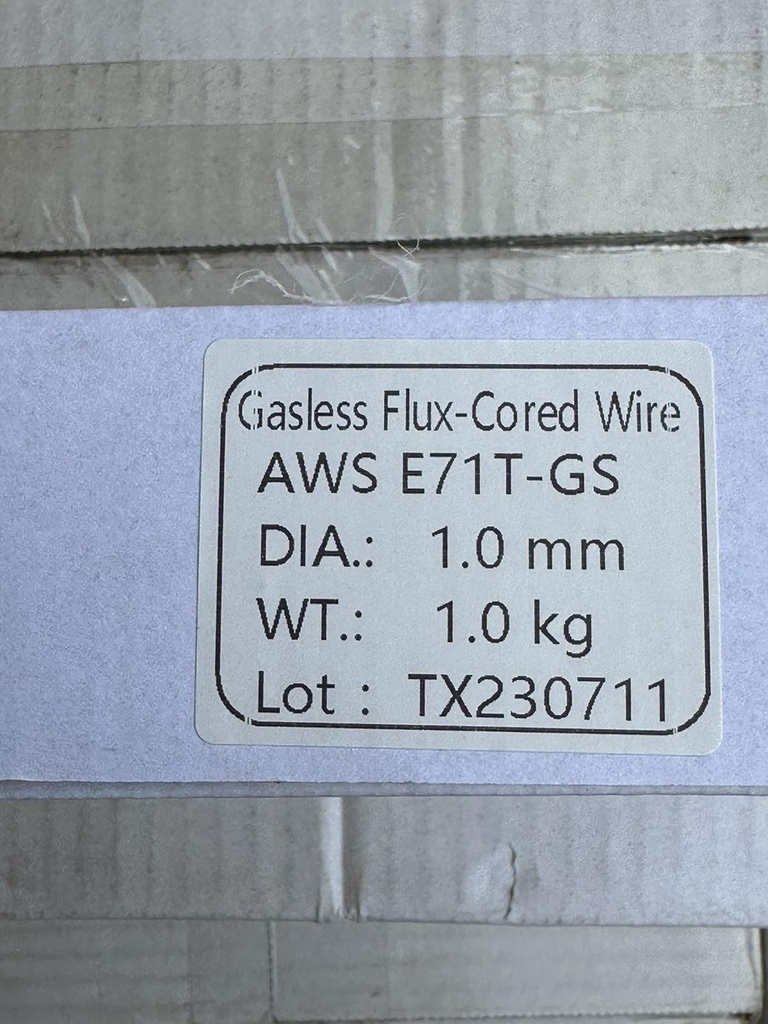 Gasless Flux-Cored Wire
AWS E71T-GS
DIA.: 1.0 mm
WT.: 1.0 kg
Lot : TX230711